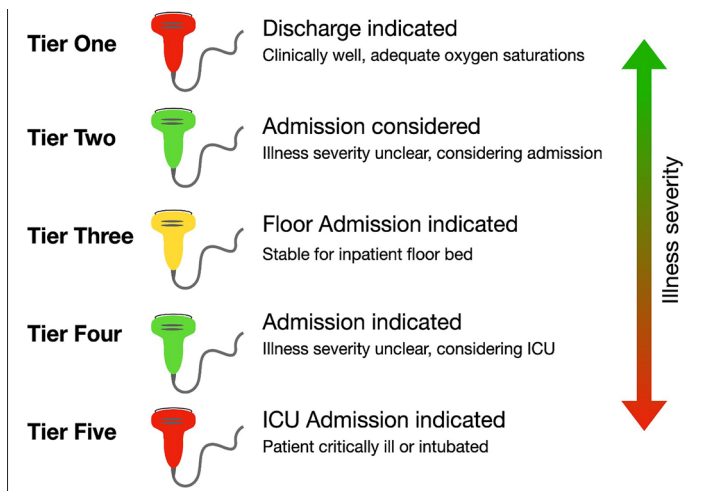 Tier One
Discharge indicated
Clinically well, adequate oxygen saturations
Tier Two
Admission considered
Illness severity unclear, considering admission
Tier Three
Floor Admission indicated
Stable for inpatient floor bed
Tier Four
Admission indicated
Illness severity unclear, considering ICU
Tier Five
ICU Admission indicated
Patient critically ill or intubated
Illness severity